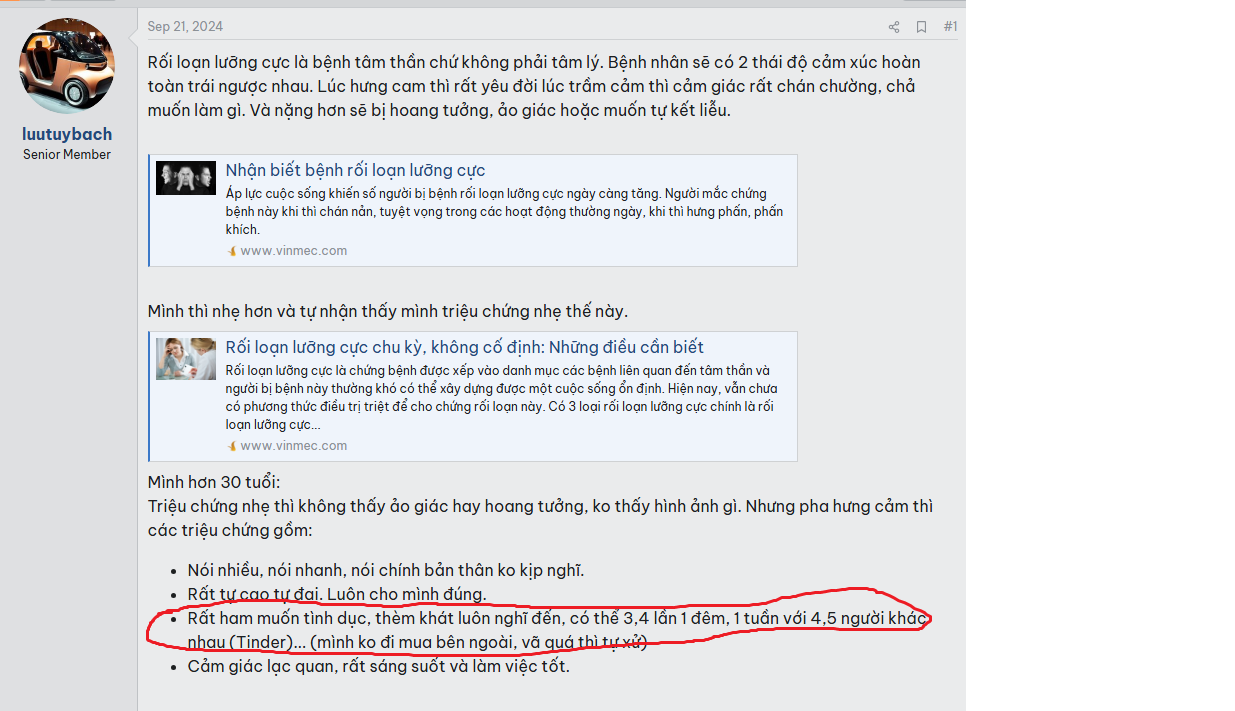 Sep 21, 2024
#1
luutuybach
Senior Member
Rối loạn lưỡng cực là bệnh tâm thần chứ không phải tâm lý. Bệnh nhân sẽ có 2 thái độ cảm xúc hoàn
toàn trái ngược nhau. Lúc hưng cam thì rất yêu đời lúc trầm cảm thì cảm giác rất chán chường, chả
muốn làm gì. Và nặng hơn sẽ bị hoang tưởng, ảo giác hoặc muốn tự kết liễu.
Nhận biết bệnh rối loạn lưỡng cực
Áp lực cuộc sống khiến số người bị bệnh rối loạn lưỡng cực ngày càng tăng. Người mắc chứng
bệnh này khi thì chán nản, tuyệt vọng trong các hoạt động thường ngày, khi thì hưng phấn, phấn
khích.
www.vinmec.com
Mình thì nhẹ hơn và tự nhận thấy mình triệu chứng nhẹ thế này.
Rối loạn lưỡng cực chu kỳ, không cố định: Những điều cần biết
Rối loạn lưỡng cực là chứng bệnh được xếp vào danh mục các bệnh liên quan đến tâm thần và
người bị bệnh này thường khó có thể xây dựng được một cuộc sống ổn định. Hiện nay, vẫn chưa
có phương thức điều trị triệt để cho chứng rối loạn này. Có 3 loại rối loạn lưỡng cực chính là rối
loạn lưỡng cực...
www.vinmec.com
Mình hơn 30 tuổi:
Triệu chứng nhẹ thì không thấy ảo giác hay hoang tưởng, ko thấy hình ảnh gì. Nhưng pha hưng cảm thì
các triệu chứng gồm:
• Nói nhiều, nói nhanh, nói chính bản thân ko kịp nghĩ.
• Rất tự cao tự đại. Luôn cho mình đúng.
• Rất ham muốn tình dục, thèm khát luôn nghĩ đến, có thể 3,4 lần 1 đêm, 1 tuần với 4,5 người khác
nhau (Tinder)... (mình ko đi mua bên ngoài, vã quá thì tự xử)
• Cảm giác lạc quan, rất sáng suốt và làm việc tốt.